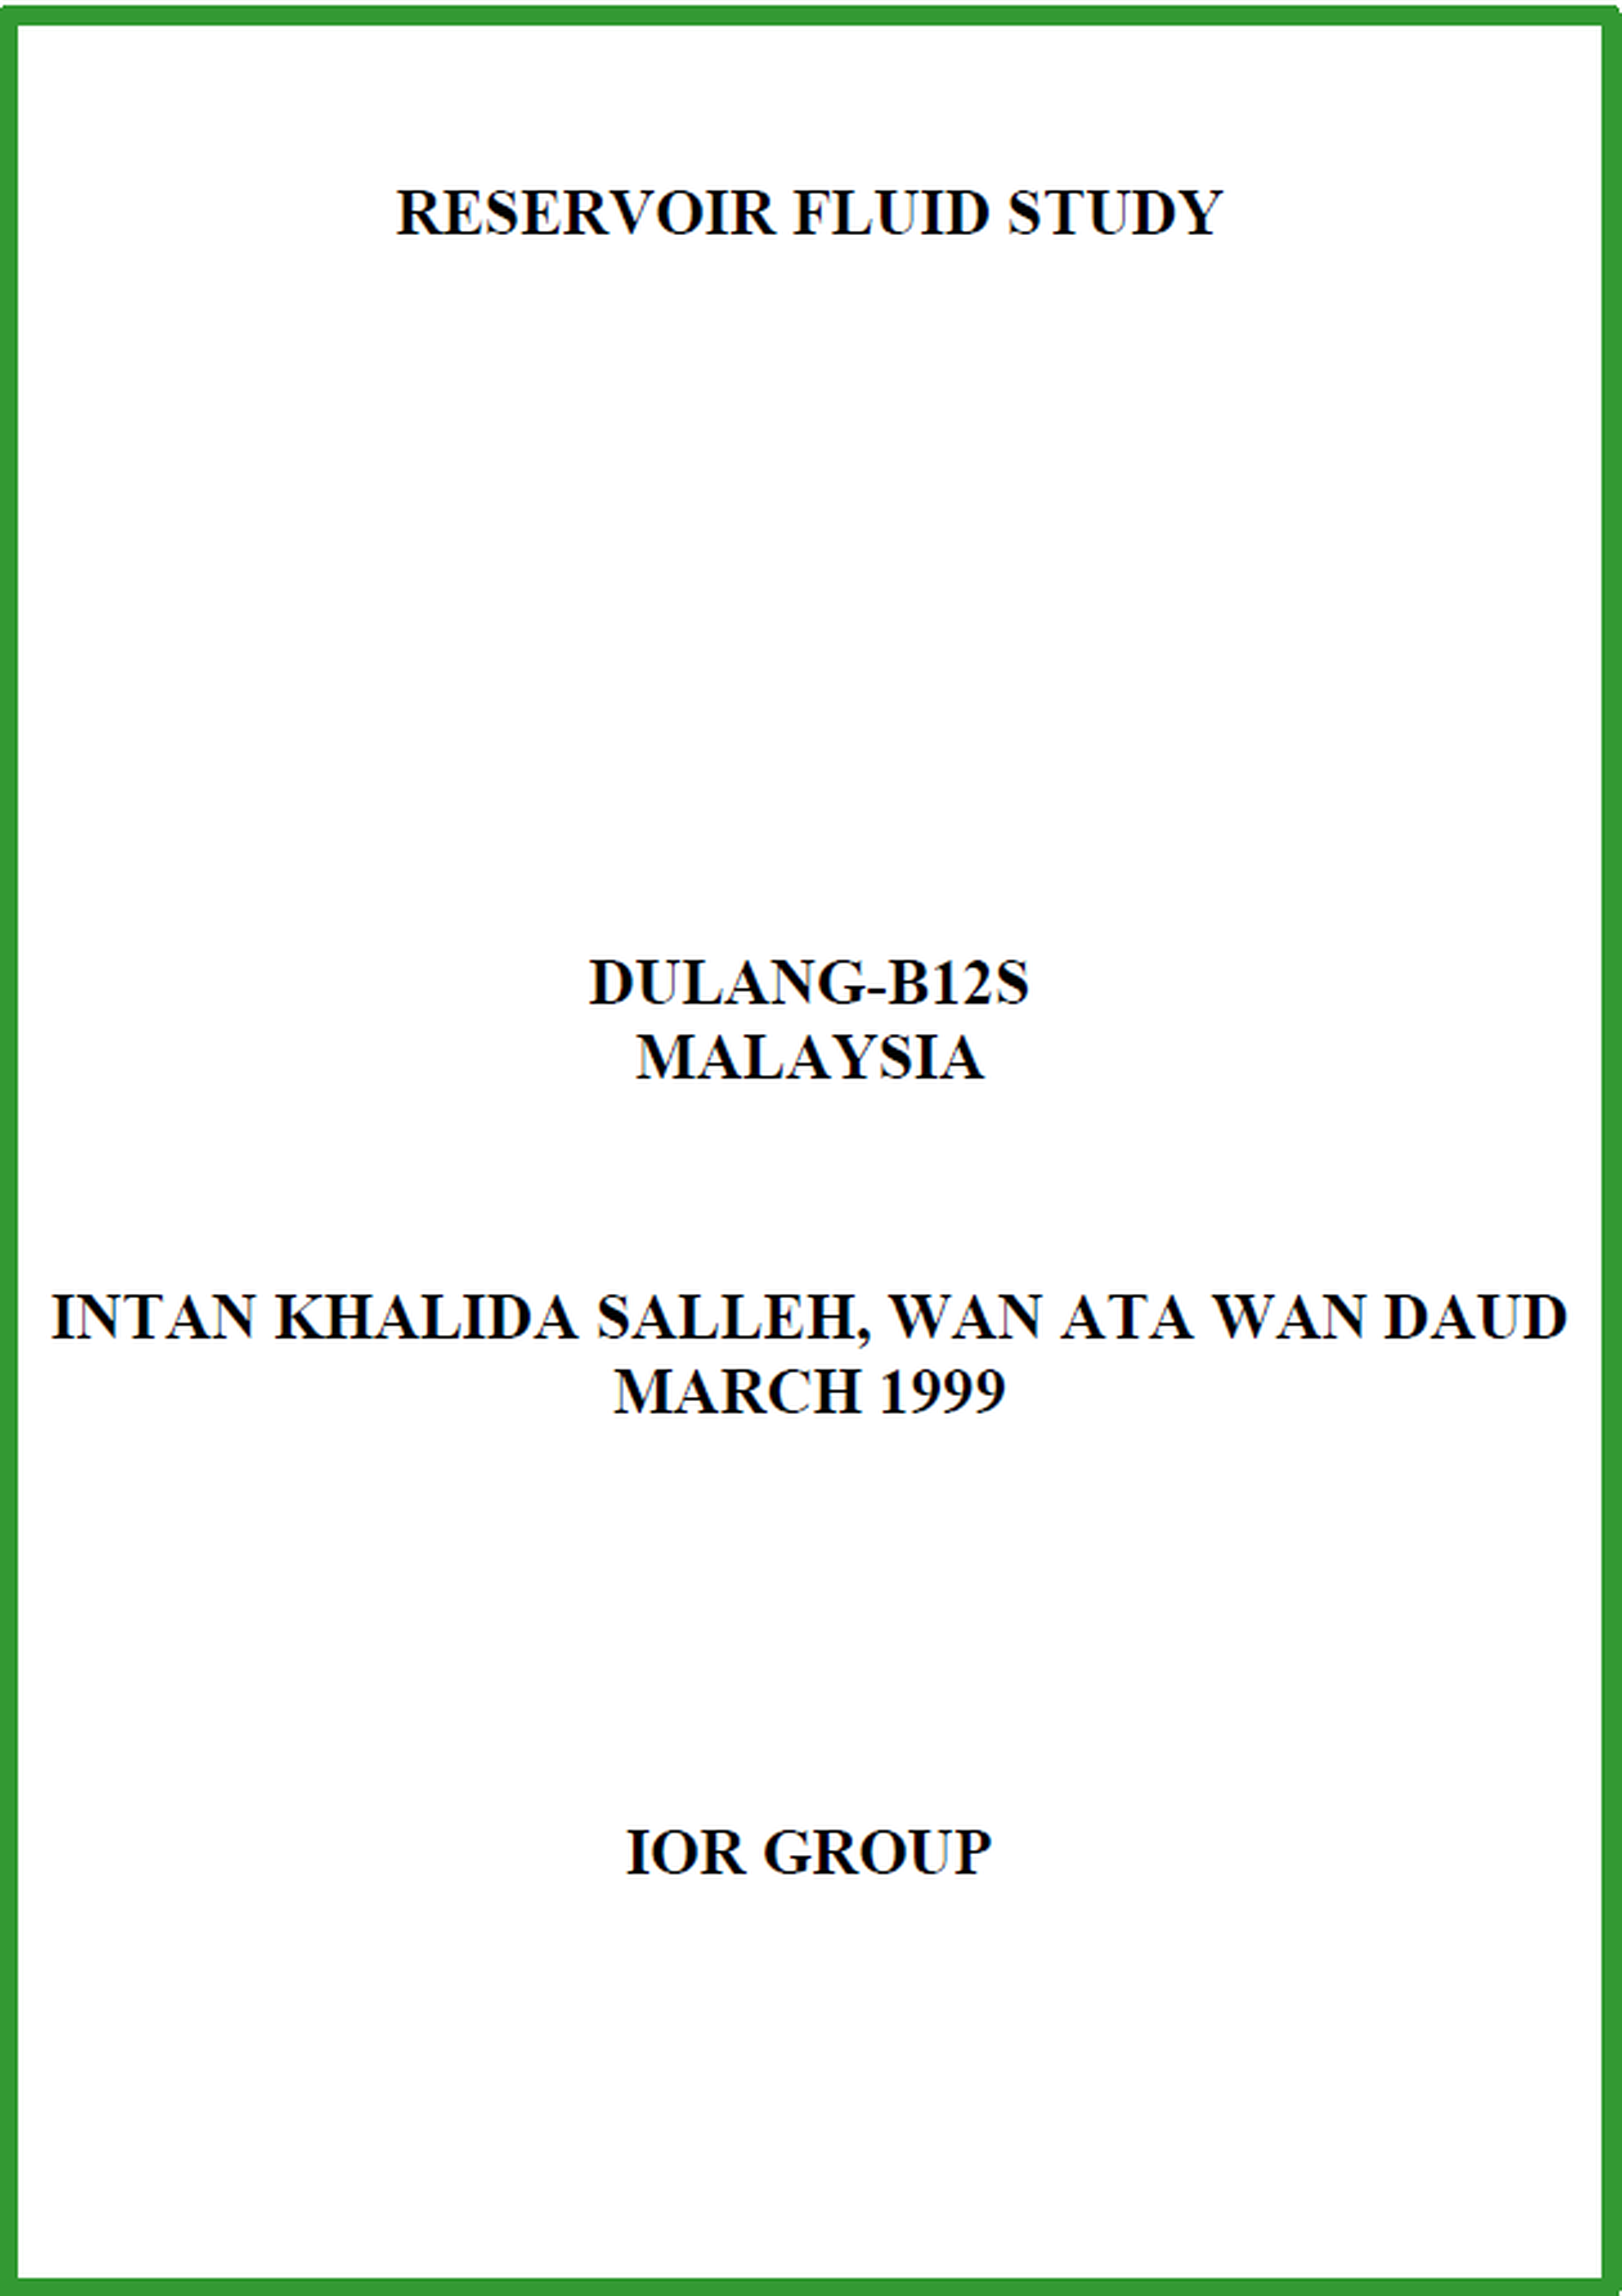 RESERVOIR FLUID STUDY
DULANG-B12S
MALAYSIA
INTAN KHALIDA SALLEH, WAN ATA WAN DAUD
MARCH 1999
IOR GROUP